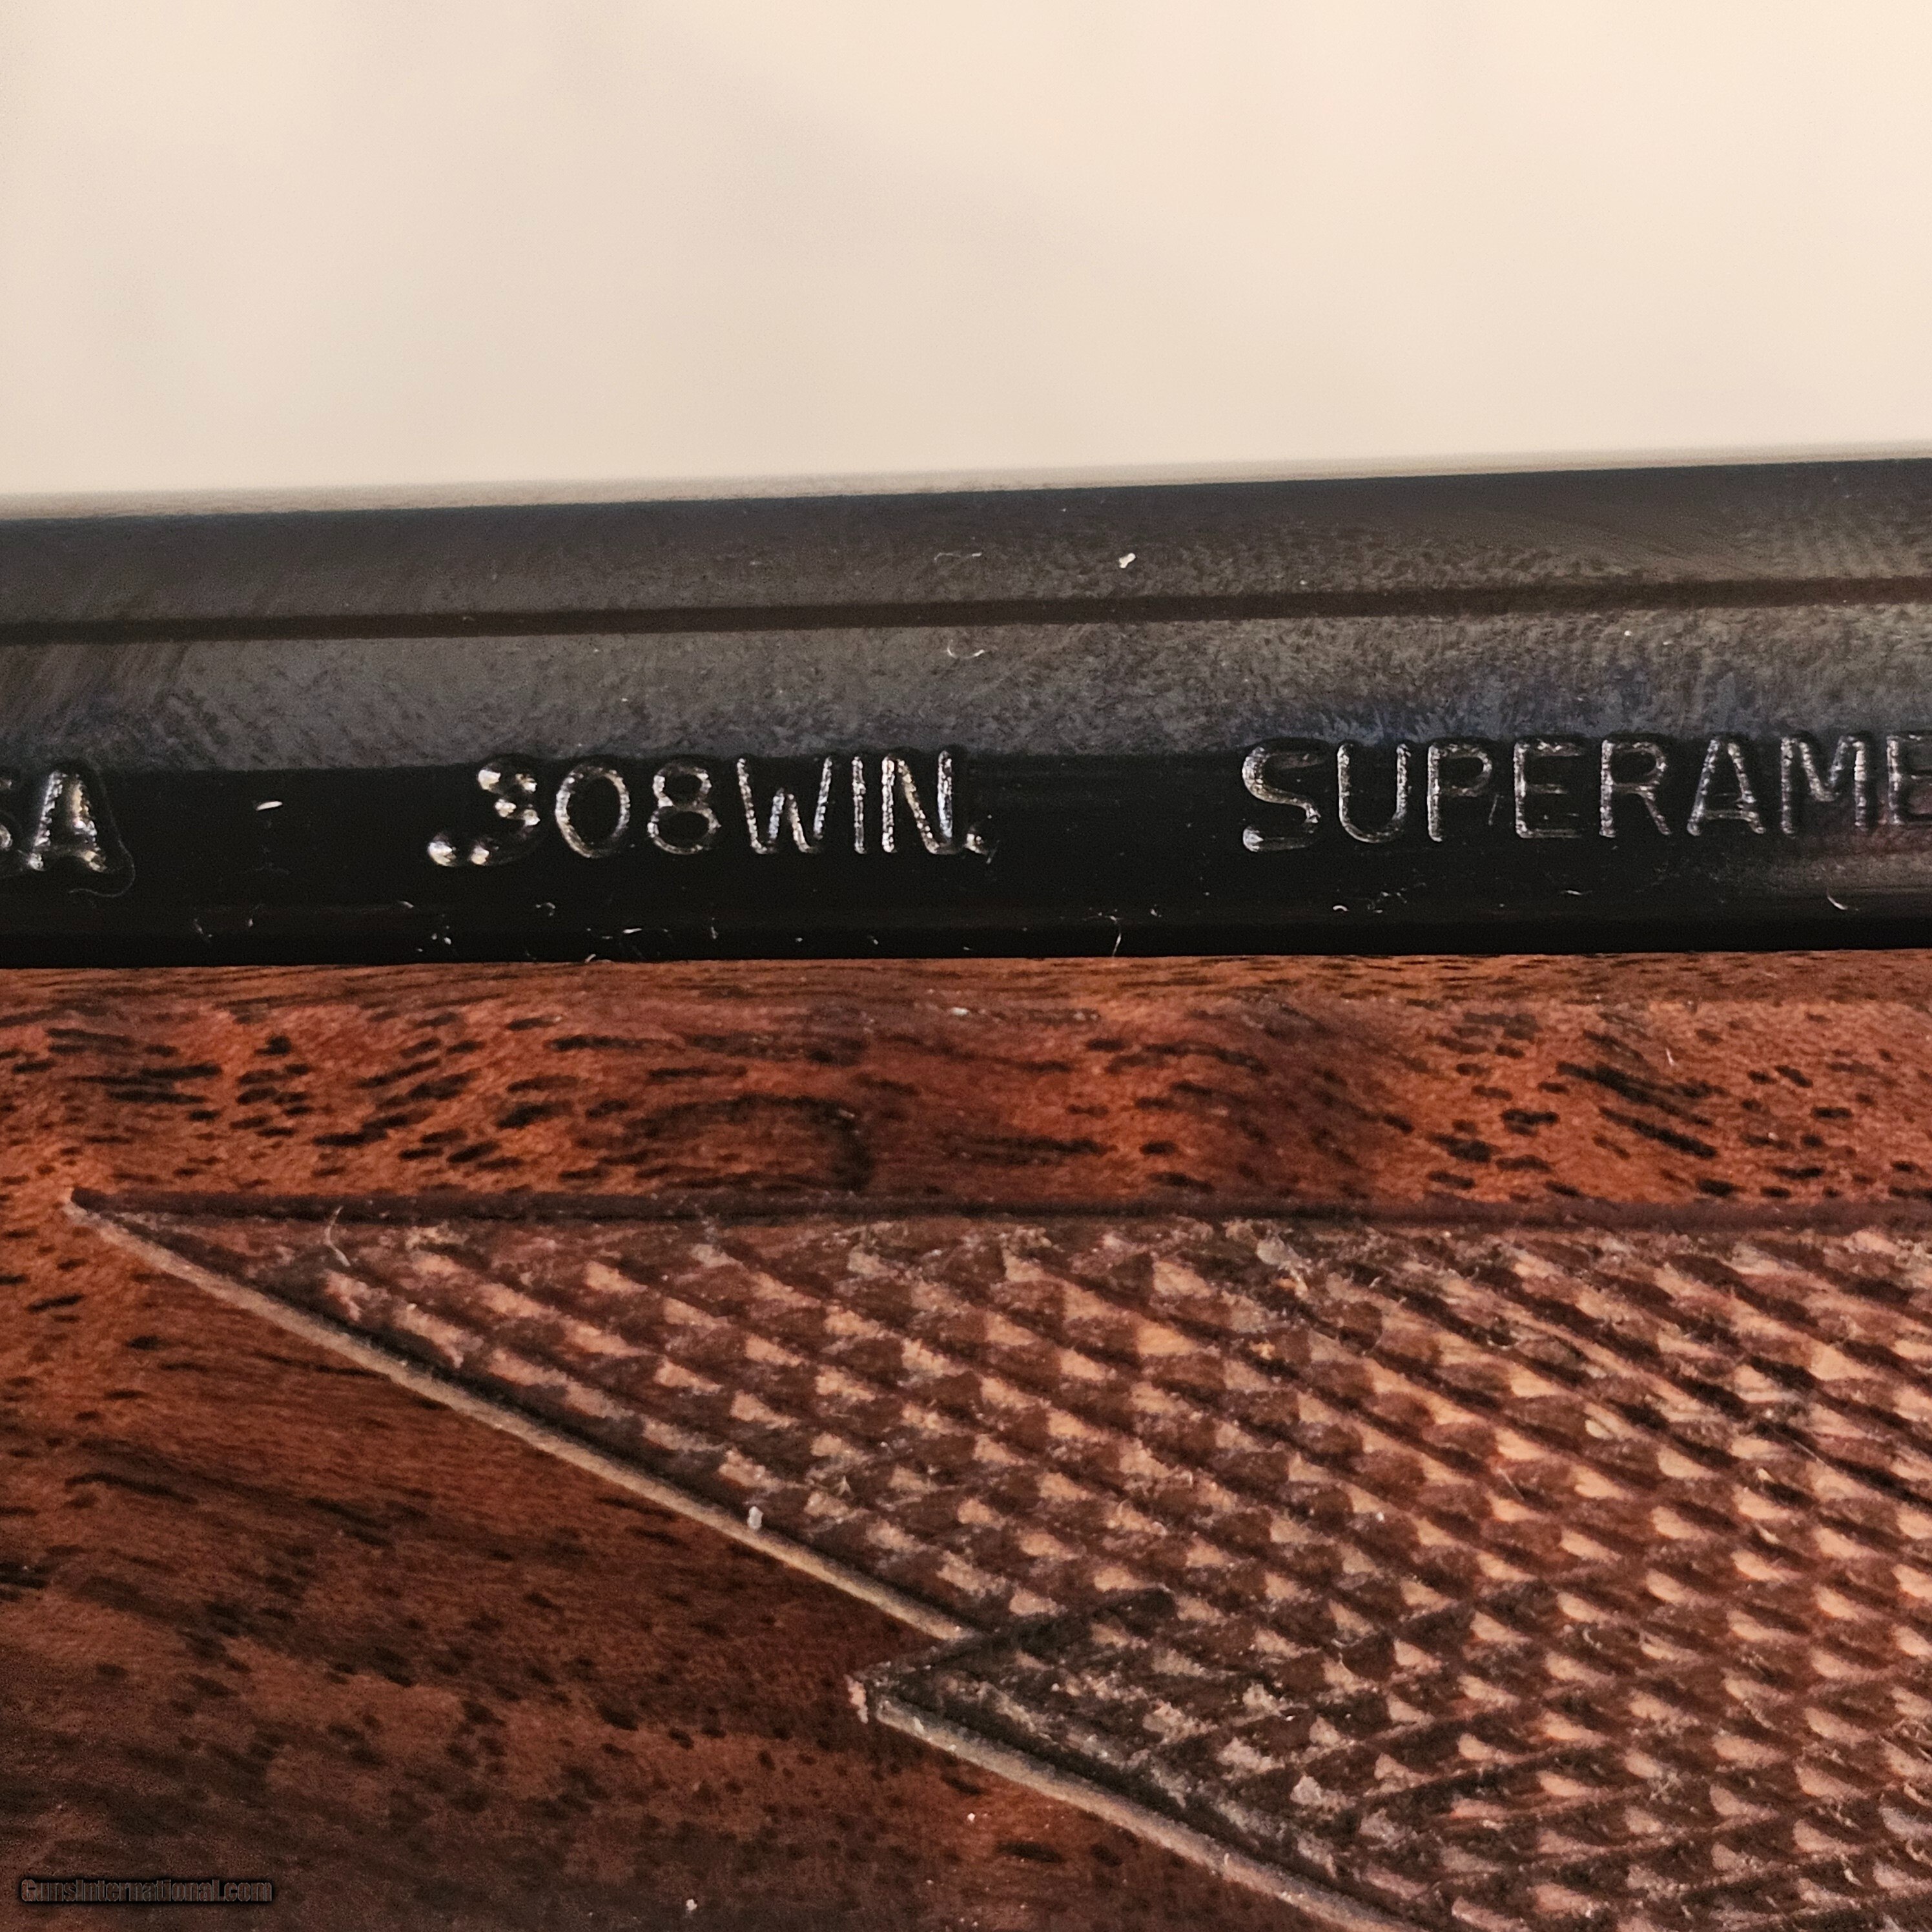 SA .308WIN. SUPERAME
GunsInternational.com